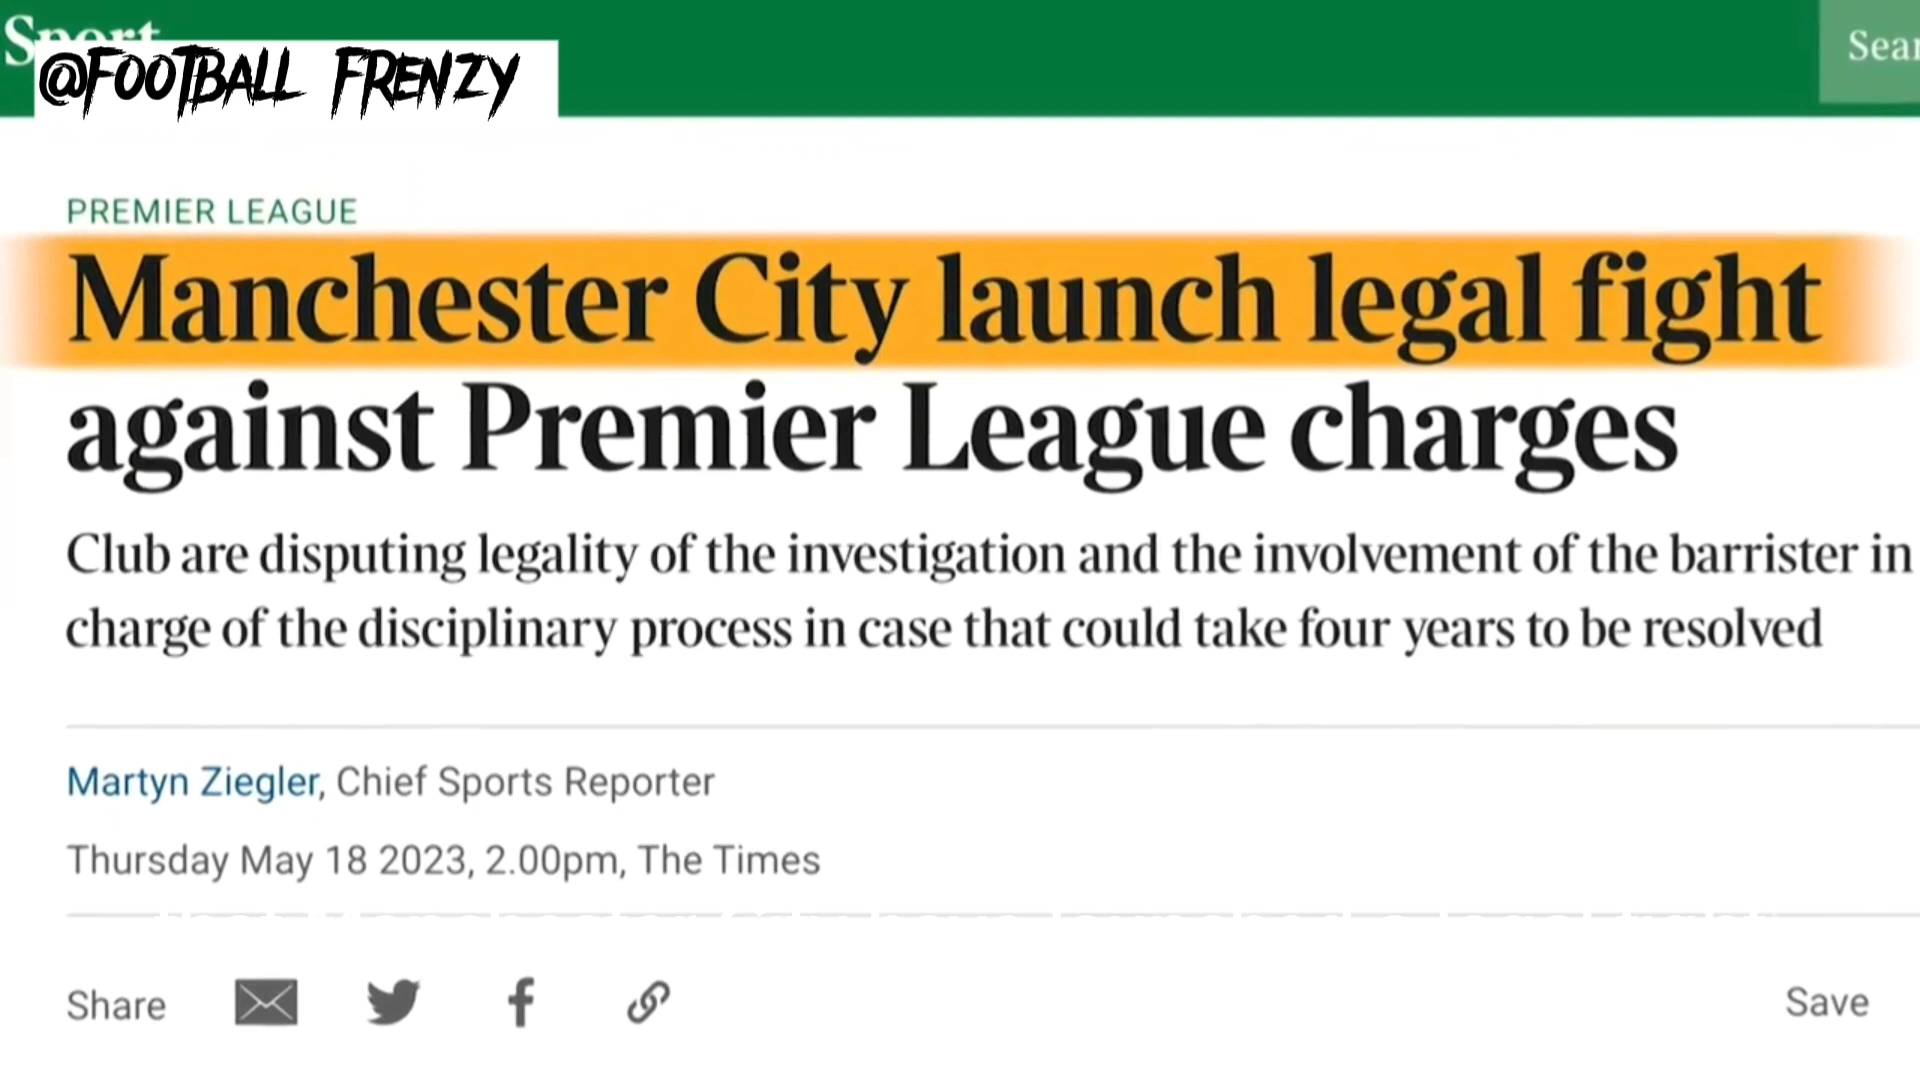 Sport
@FOOTBALL FRENZY
Sear
PREMIER LEAGUE
Manchester City launch legal fight
against Premier League charges
Club are disputing legality of the investigation and the involvement of the barrister in
charge of the disciplinary process in case that could take four years to be resolved
Martyn Ziegler, Chief Sports Reporter
Thursday May 18 2023, 2.00pm, The Times
Share
Save